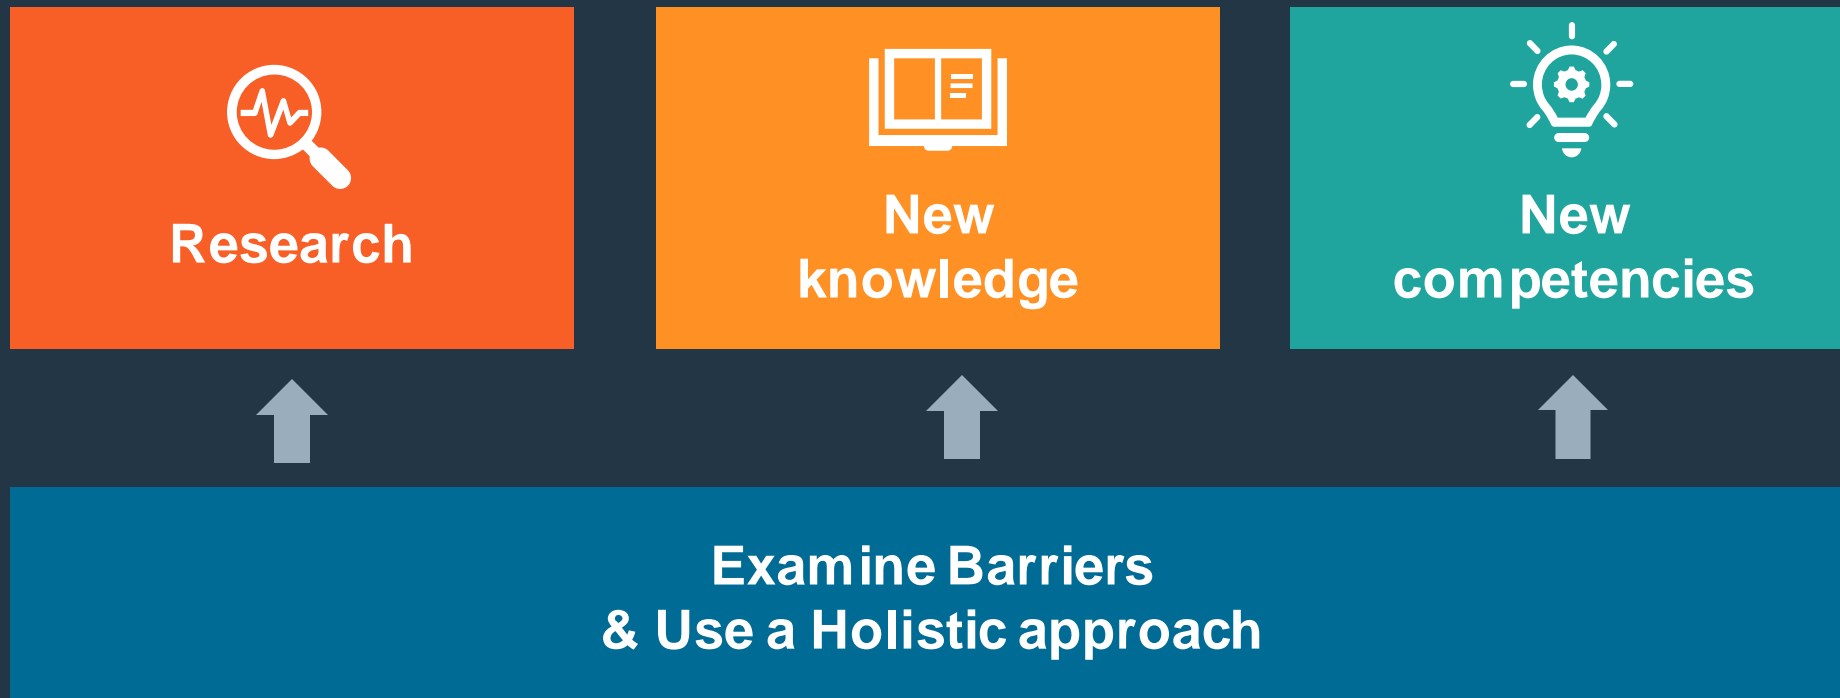 Research
New
knowledge
New
competencies
Examine Barriers
& Use a Holistic approach